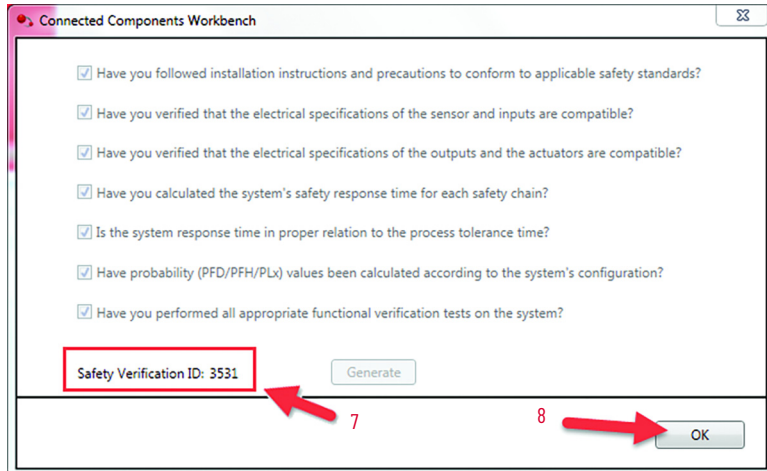 Connected Components Workbench
Have you followed installation instructions and precautions to conform to applicable safety standards?
Have you verified that the electrical specifications of the sensor and inputs are compatible?
Have you verified that the electrical specifications of the outputs and the actuators are compatible?
Have you calculated the system's safety response time for each safety chain?
Is the system response time in proper relation to the process tolerance time?
Have probability (PFD/PFH/PLx) values been calculated according to the system's configuration?
Have you performed all appropriate functional verification tests on the system?
Safety Verification ID: 3531 Generate
7
8
OK